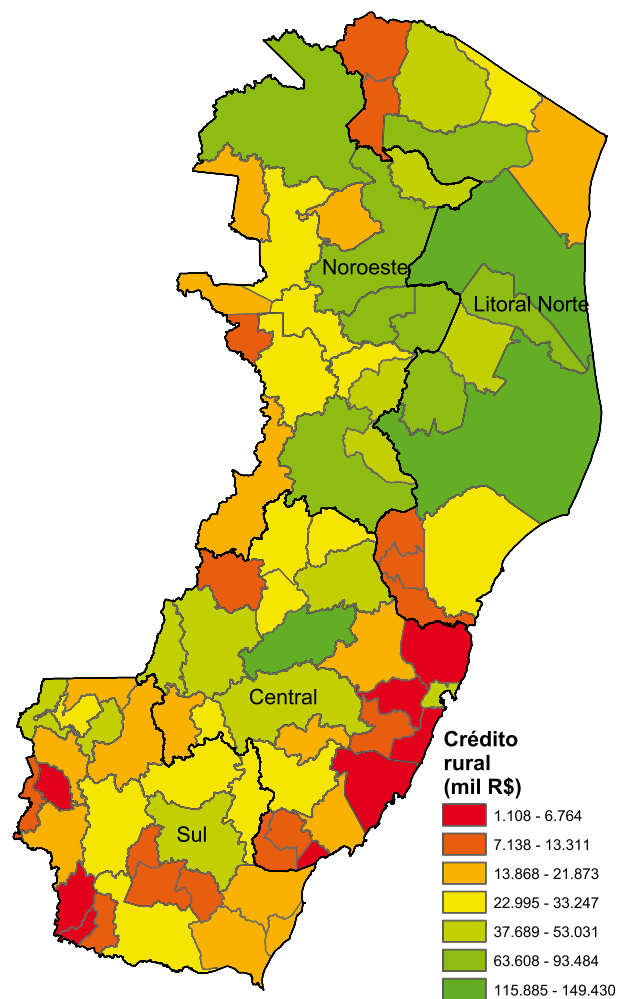 Noroeste
Litoral Norte
Central
Sul
Crédito
rural
(mil R$)
1.108 - 6.764
7.138 - 13.311
13.868 - 21.873
22.995 - 33.247
37.689 - 53.031
63.608 - 93.484
115.885 - 149.430